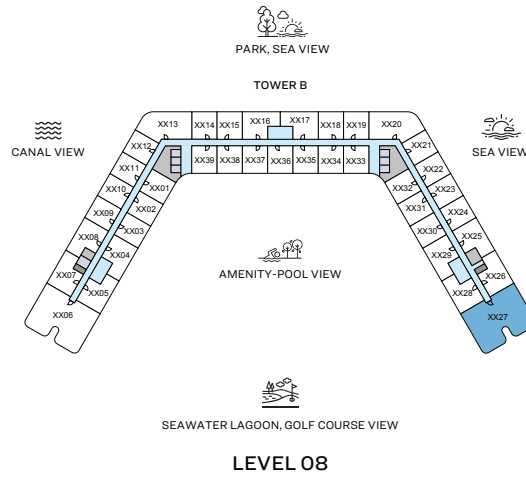 PARK, SEA VIEW
TOWER B
CANAL VIEW
SEA VIEW
XX13
XX14
XX15
XX16
XX17
XX18
XX19
XX20
XX12
XX21
XX39
XX38
XX37
XX36
XX35
XX34
XX33
XX11
XX22
XX10
XX01
XX32
XX23
XX09
XX02
XX31
XX24
XX08
XX03
XX30
XX25
XX07
XX04
XX29
XX26
XX05
XX28
XX06
XX27
AMENITY-POOL VIEW
SEAWATER LAGOON, GOLF COURSE VIEW
LEVEL 08